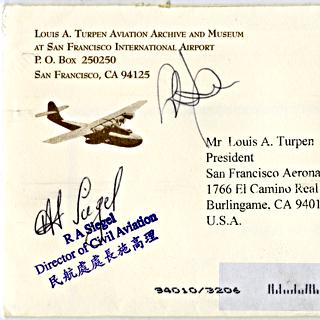 LOUIS A. TURPEN AVIATION ARCHIVE AND MUSEUM
AT SAN FRANCISCO INTERNATIONAL AIRPORT
P. O. BOX 250250
SAN FRANCISCO, CA 94125
Mr Louis A. Turpen
President
San Francisco Aerona
1766 El Camino Real
Burlingame, CA 9401
U.S.A.
Siegel
R A Siegel
Director of Civil Aviation
民航處處長施高理
94010/3206